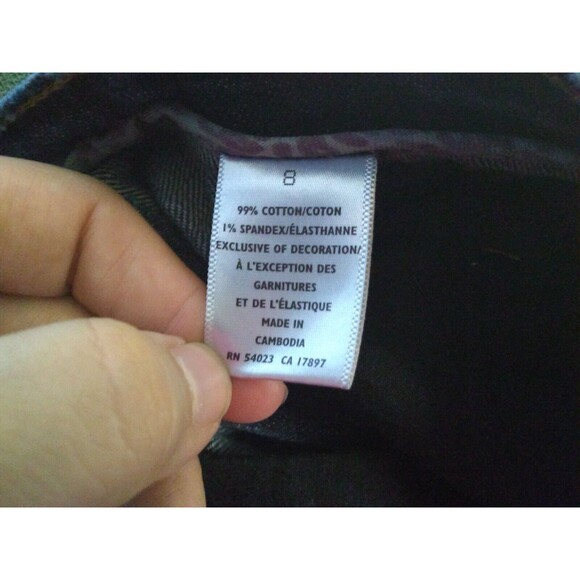 8
99% COTTON/COTON
1% SPANDEX/ÉLASTHANNE
EXCLUSIVE OF DECORATION/
À L'EXCEPTION DES
GARNITURES
ET DE L'ÉLASTIQUE
MADE IN
CAMBODIA
RN 54023 CA 17897